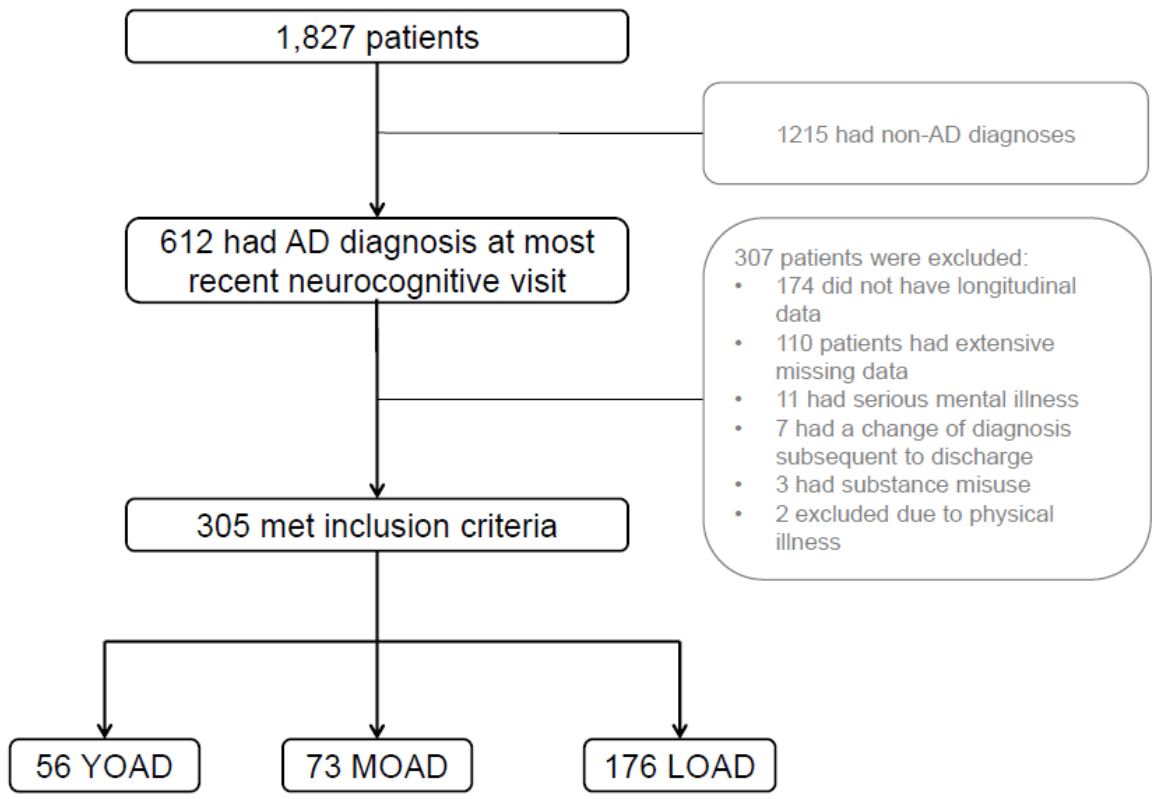 1,827 patients
1215 had non-AD diagnoses
612 had AD diagnosis at most
recent neurocognitive visit
307 patients were excluded:
• 174 did not have longitudinal
data
• 110 patients had extensive
missing data
• 11 had serious mental illness
• 7 had a change of diagnosis
subsequent to discharge
• 3 had substance misuse
• 2 excluded due to physical
illness
305 met inclusion criteria
56 YOAD
73 MOAD
176 LOAD